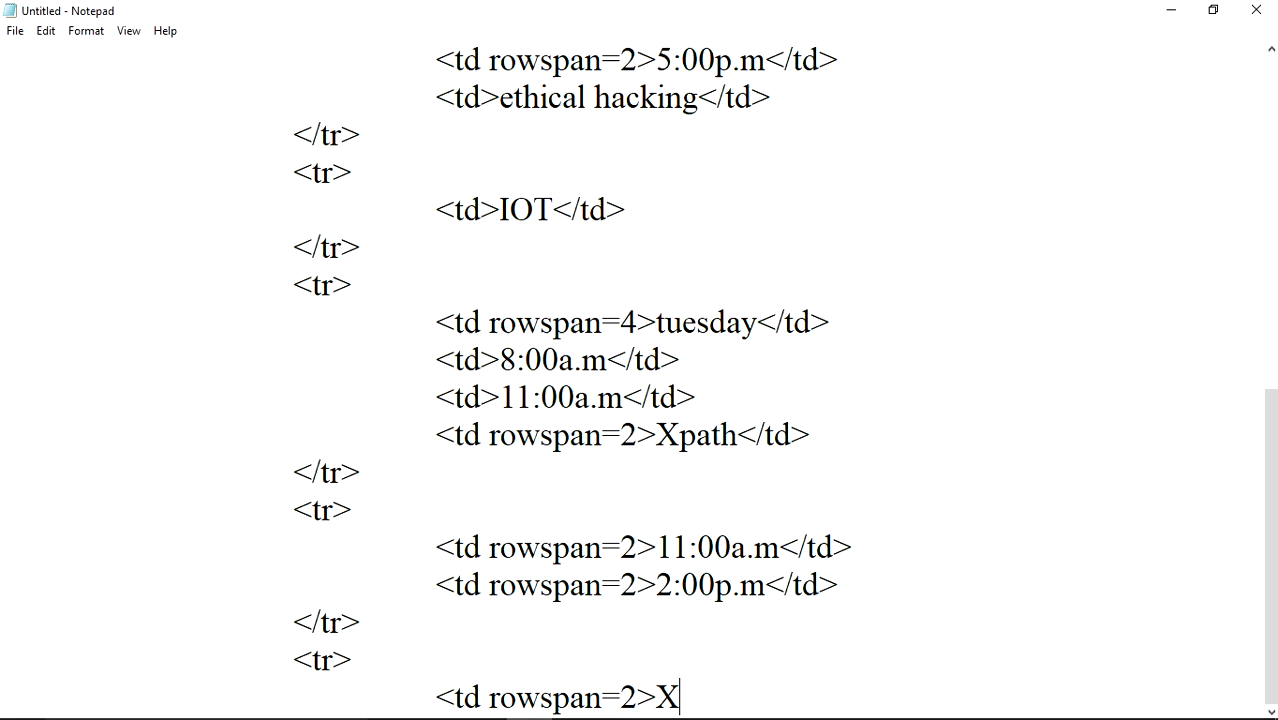 Untitled - Notepad
File Edit Format View Help
<td rowspan=2>5:00p.m</td>
<td>ethical hacking</td>
</tr>
<tr>
<td>IOT</td>
</tr>
<tr>
<td rowspan=4>tuesday</td>
<td>8:00a.m</td>
<td>11:00a.m</td>
<td rowspan=2>Xpath</td>
</tr>
<tr>
<td rowspan=2>11:00a.m</td>
<td rowspan=2>2:00p.m</td>
</tr>
<tr>
<td rowspan=2>X